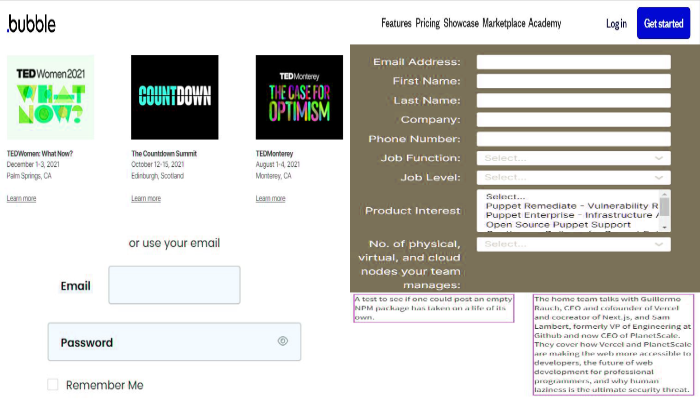 .bubble
Features Pricing Showcase Marketplace Academy
Log in
Get started
TEDWomen2021
WHAT
NOW?
TEDWomen: What Now?
December 1-3, 2021
Palm Springs, CA
Learn more
COUNTDOWN
The Countdown Summit
October 12-15, 2021
Edinburgh, Scotland
Learn more
TEDMonterey
THE CASE FOR
OPTIMISM
TEDMonterey
August 1-4, 2021
Monterey, CA
Learn more
or use your email
Email
Password
Remember Me
Email Address:
First Name:
Last Name:
Company:
Phone Number:
Job Function:
Select...
Job Level:
Select...
Product Interest
Select...
Puppet Remediate - Vulnerability R
Puppet Enterprise - Infrastructure
Open Source Puppet Support
No. of physical,
virtual, and cloud
nodes your team
manages:
Select...
A test to see if one could post an empty
NPM package has taken on a life of its
own.
The home team talks with Guillermo
Rauch, CEO and cofounder of Vercel
and cocreator of Next.js, and Sam
Lambert, formerly VP of Engineering at
Github and now CEO of PlanetScale.
They cover how Vercel and PlanetScale
are making the web more accessible to
developers, the future of web
development for professional
programmers, and why human
laziness is the ultimate security threat.